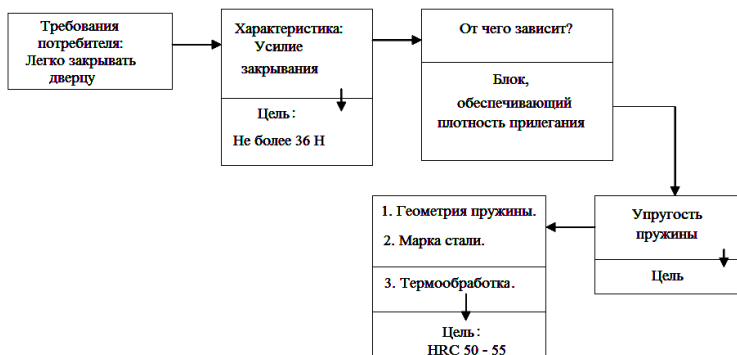 Требования
потребителя:
Легко закрывать
дверцу
Характеристика:
Усилие
закрывания
Цель :
Не более 36 Н
От чего зависит?
Блок,
обеспечивающий
плотность прилегания
Упругость
пружины
Цель
1. Геометрия пружины.
2. Марка стали.
3. Термообработка.
Цель :
HRC 50 - 55